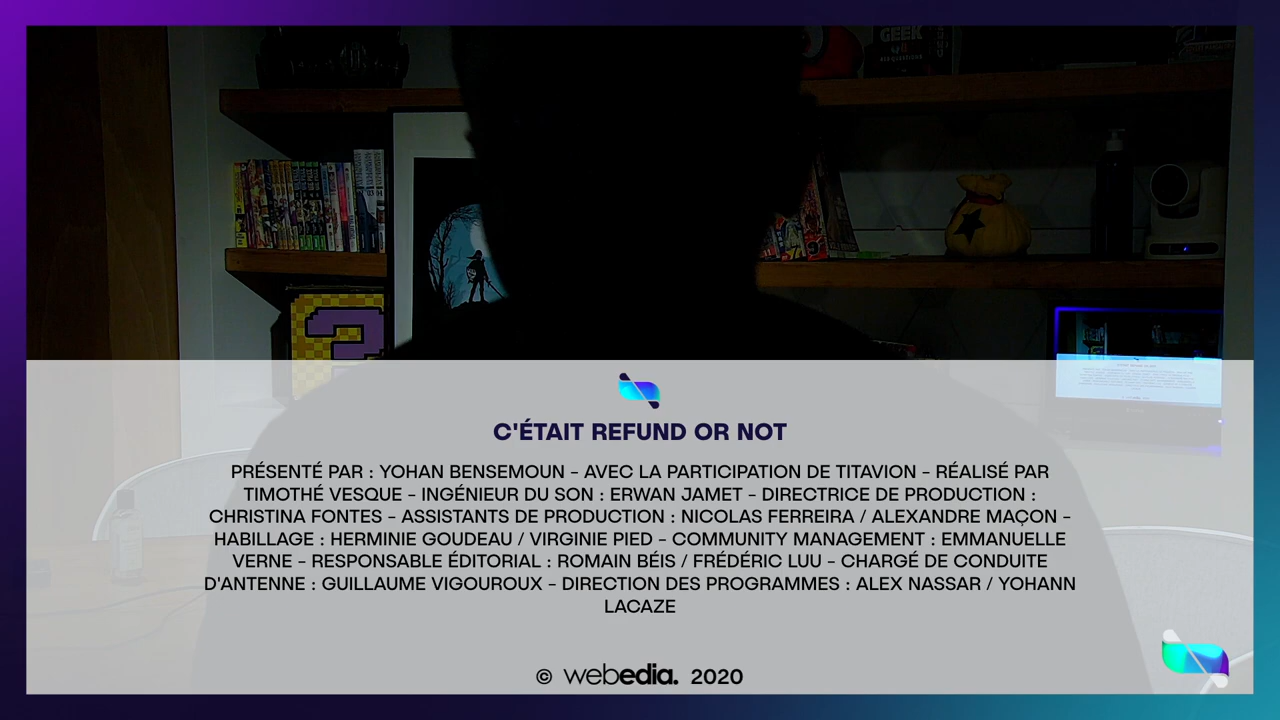 GEEK
C'ÉTAIT REFUND OR NOT
PRÉSENTÉ PAR : YOHAN BENSEMOUN - AVEC LA PARTICIPATION DE TITAVION - RÉALISÉ PAR
TIMOTHÉ VESQUE - INGÉNIEUR DU SON : ERWAN JAMET - DIRECTRICE DE PRODUCTION :
CHRISTINA FONTES - ASSISTANTS DE PRODUCTION : NICOLAS FERREIRA / ALEXANDRE MAÇON -
HABILLAGE : HERMINIE GOUDEAU / VIRGINIE PIED - COMMUNITY MANAGEMENT : EMMANUELLE
VERNE - RESPONSABLE ÉDITORIAL : ROMAIN BÉIS / FRÉDÉRIC LUU - CHARGÉ DE CONDUITE
D'ANTENNE : GUILLAUME VIGOUROUX - DIRECTION DES PROGRAMMES : ALEX NASSAR / YOHANN
LACAZE
© webedia. 2020